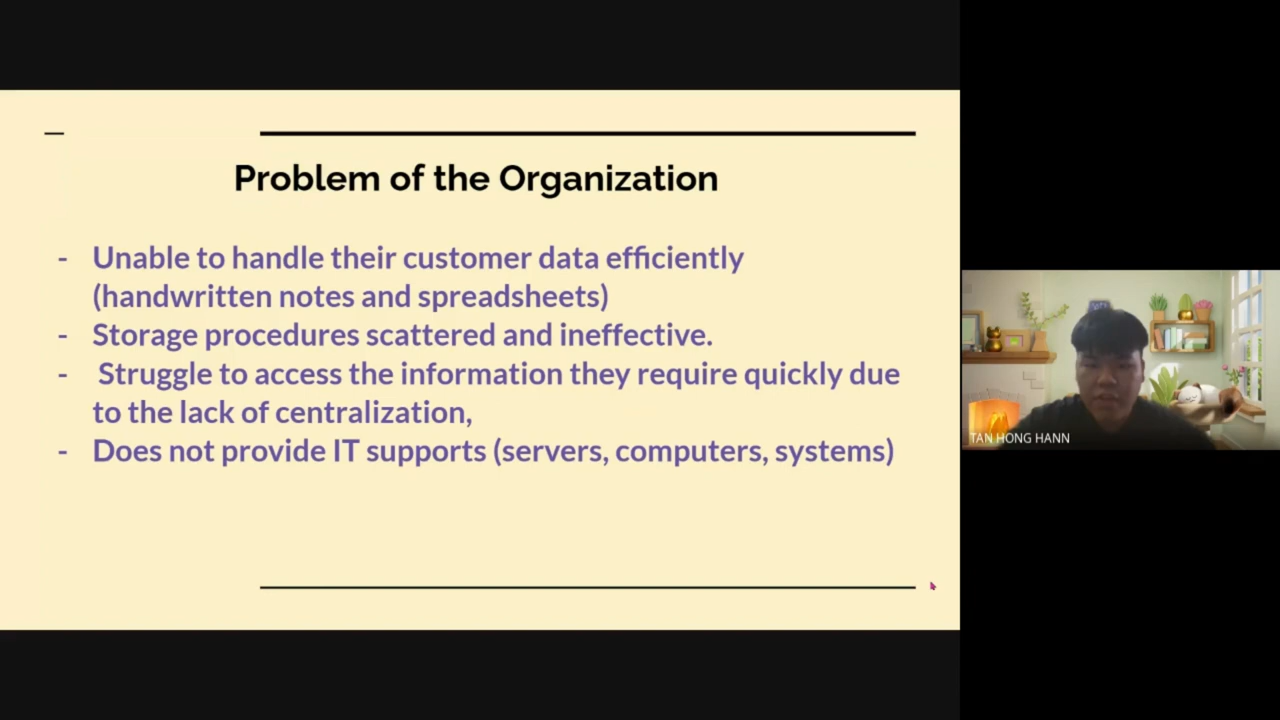 Problem of the Organization
- Unable to handle their customer data efficiently
(handwritten notes and spreadsheets)
- Storage procedures scattered and ineffective.
- Struggle to access the information they require quickly due
to the lack of centralization,
- Does not provide IT supports (servers, computers, systems)
TAN HONG HANN